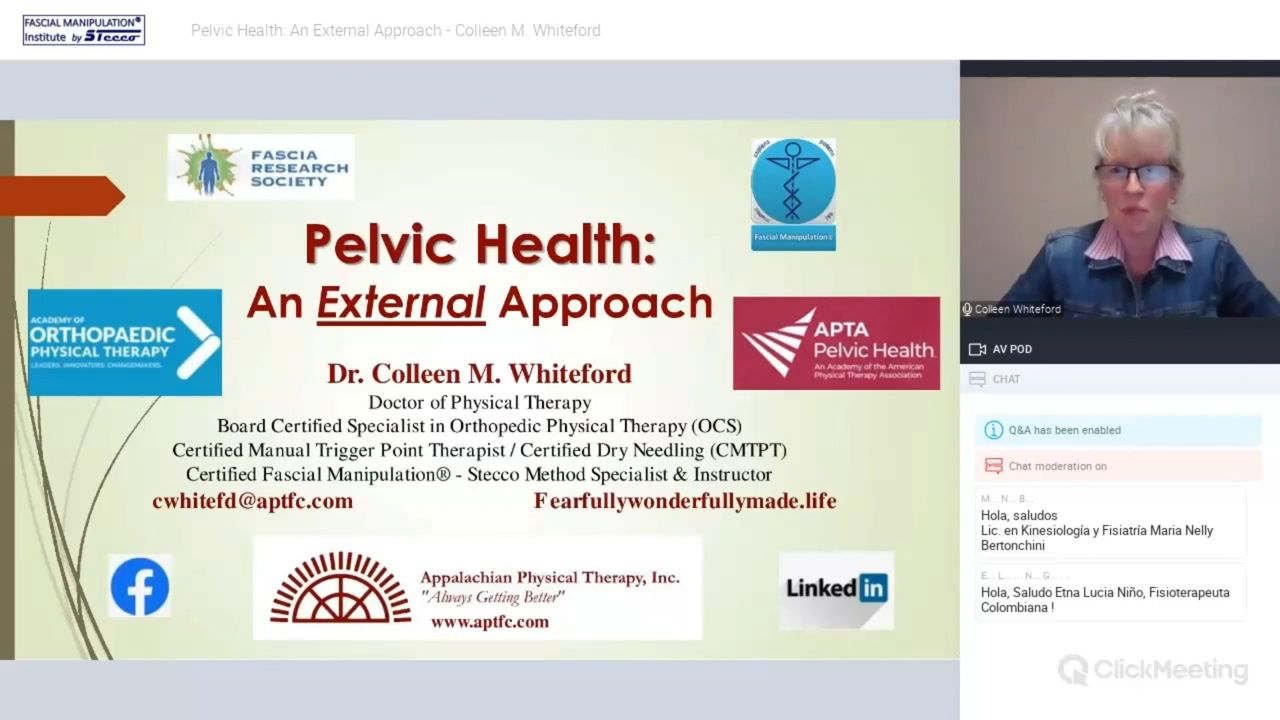 FASCIAL MANIPULATION®
Institute by Stecco
Pelvic Health: An External Approach - Colleen M. Whiteford
FASCIA
RESEARCH
SOCIETY
Fascial Manipulation®
Pelvic Health:
An External Approach
ACADEMY OF
ORTHOPAEDIC
PHYSICAL THERAPY
LEADERS. INNOVATORS. CHANGEMAKERS.
APTA
Pelvic Health
An Academy of the American
Physical Therapy Association
Dr. Colleen M. Whiteford
Doctor of Physical Therapy
Board Certified Specialist in Orthopedic Physical Therapy (OCS)
Certified Manual Trigger Point Therapist / Certified Dry Needling (CMTPT)
Certified Fascial Manipulation® - Stecco Method Specialist & Instructor
cwhitefd@aptfc.com
Fearfullywonderfullymade.life
Appalachian Physical Therapy, Inc.
"Always Getting Better"
www.aptfc.com
Linked in
Colleen Whiteford
AV POD
CHAT
Q&A has been enabled
Chat moderation on
M... N... B...
Hola, saludos
Lic. en Kinesiología y Fisiatría Maria Nelly
Bertonchini
E... L... ... N... G......
Hola, Saludo Etna Lucia Niño, Fisioterapeuta
Colombiana !
ClickMeeting